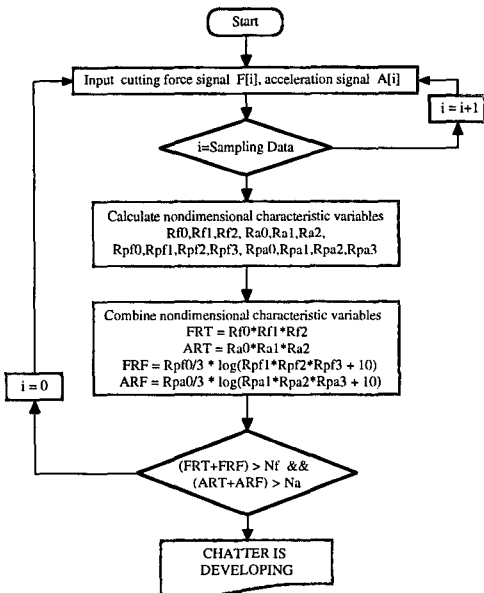 Start
Input cutting force signal F[i], acceleration signal A[i]
i = i+1
i=Sampling Data
Calculate nondimensional characteristic variables
Rf0,Rf1,Rf2, Ra0,Ra1,Ra2,
Rpf0,Rpf1,Rpf2,Rpf3, Rpa0,Rpa1,Rpa2,Rpa3
Combine nondimensional characteristic variables
FRT = Rf0*Rf1*Rf2
ART = Ra0*Ra1*Ra2
FRF = Rpf0/3 * log(Rpf1*Rpf2*Rpf3 + 10)
ARF = Rpa0/3 * log(Rpa1*Rpa2*Rpa3 + 10)
i = 0
(FRT+FRF) > Nf &&
(ART+ARF) > Na
CHATTER IS
DEVELOPING